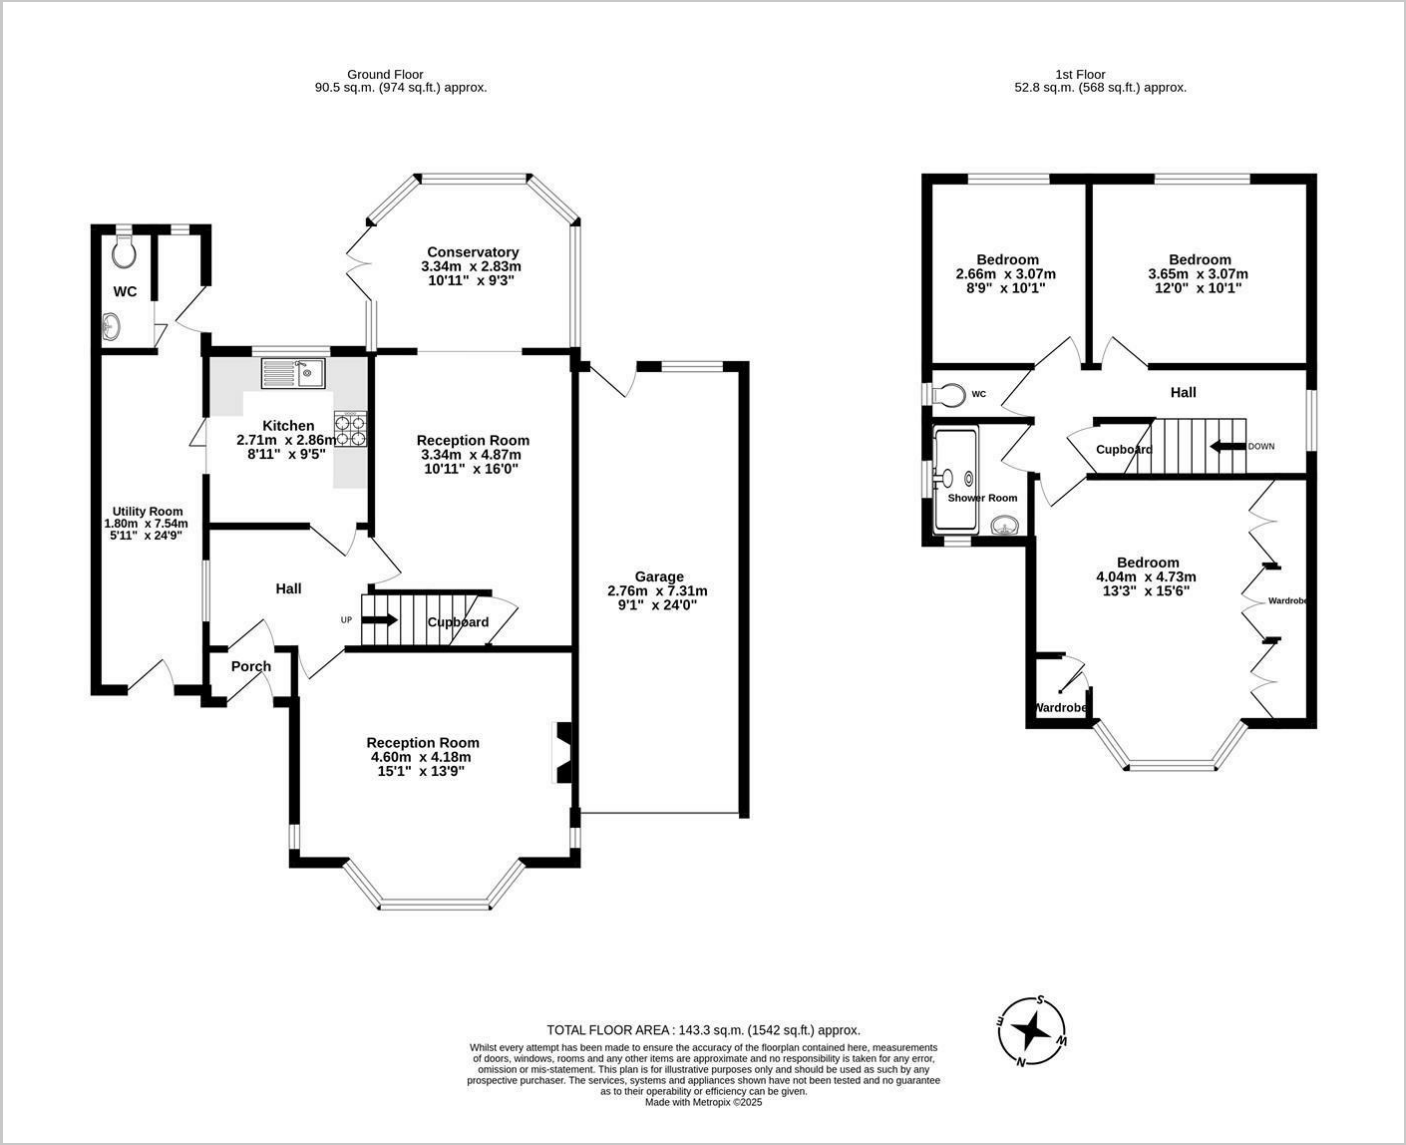 Ground Floor
90.5 sq.m. (974 sq.ft.) approx.
1st Floor
52.8 sq.m. (568 sq.ft.) approx.
Conservatory
3.34m x 2.83m
10'11" x 9'3"
WC
Kitchen
2.71m x 2.86m
8'11" x 9'5"
Reception Room
3.34m x 4.87m
10'11" x 16'0"
Utility Room
1.80m x 7.54m
5'11" x 24'9"
Hall
UP
Cupboard
Porch
Garage
2.76m x 7.31m
9'1" x 24'0"
Reception Room
4.60m x 4.18m
15'1" x 13'9"
Bedroom
2.66m x 3.07m
8'9" x 10'1"
Bedroom
3.65m x 3.07m
12'0" x 10'1"
WC
Hall
Cupboard
DOWN
Shower Room
Bedroom
4.04m x 4.73m
13'3" x 15'6"
Wardrobe
Wardrobe
S
E
W
N
TOTAL FLOOR AREA : 143.3 sq.m. (1542 sq.ft.) approx.
Whilst every attempt has been made to ensure the accuracy of the floorplan contained here, measurements
of doors, windows, rooms and any other items are approximate and no responsibility is taken for any error,
omission or mis-statement. This plan is for illustrative purposes only and should be used as such by any
prospective purchaser. The services, systems and appliances shown have not been tested and no guarantee
as to their operability or efficiency can be given.
Made with Metropix ©2025